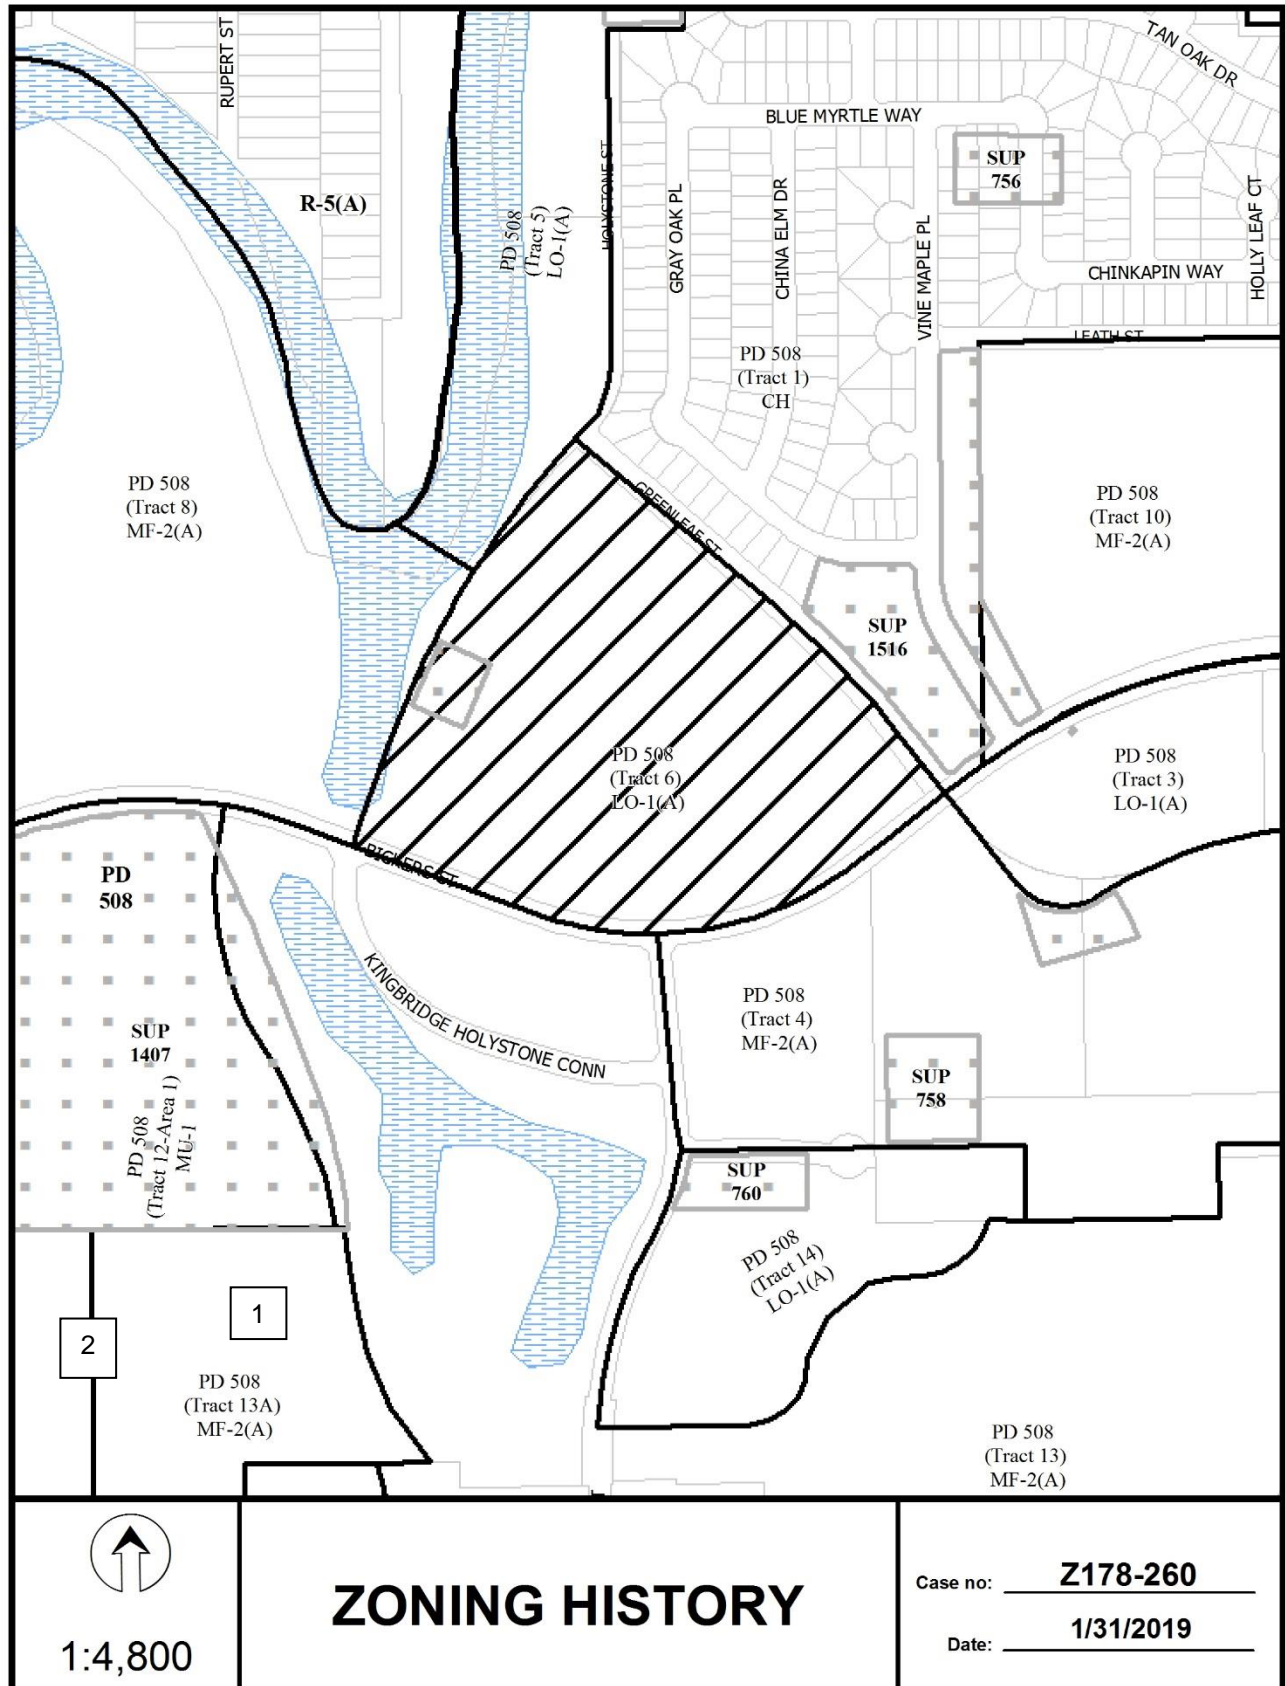 RUPERT ST
TAN OAK DR
BLUE MYRTLE WAY
SUP
756
HOLYSTONE ST
R-5(A)
PD 508
(Tract 5)
LO-1(A)
GRAY OAK PL
CHINA ELM DR
VINE MAPLE PL
HOLLY LEAF CT
CHINKAPIN WAY
LEATH ST
PD 508
(Tract 1)
CH
PD 508
(Tract 8)
MF-2(A)
GREENLEAF ST
PD 508
(Tract 10)
MF-2(A)
SUP
1516
PD 508
(Tract 6)
LO-1(A)
PD 508
(Tract 3)
LO-1(A)
BICKERS ST
PD
508
KINGBRIDGE HOLYSTONE CONN
PD 508
(Tract 4)
MF-2(A)
SUP
1407
SUP
758
PD 508
(Tract 12-Area 1)
MU-1
SUP
760
PD 508
(Tract 14)
LO-1(A)
1
2
PD 508
(Tract 13A)
MF-2(A)
PD 508
(Tract 13)
MF-2(A)
1:4,800
ZONING HISTORY
Case no: Z178-260
Date: 1/31/2019